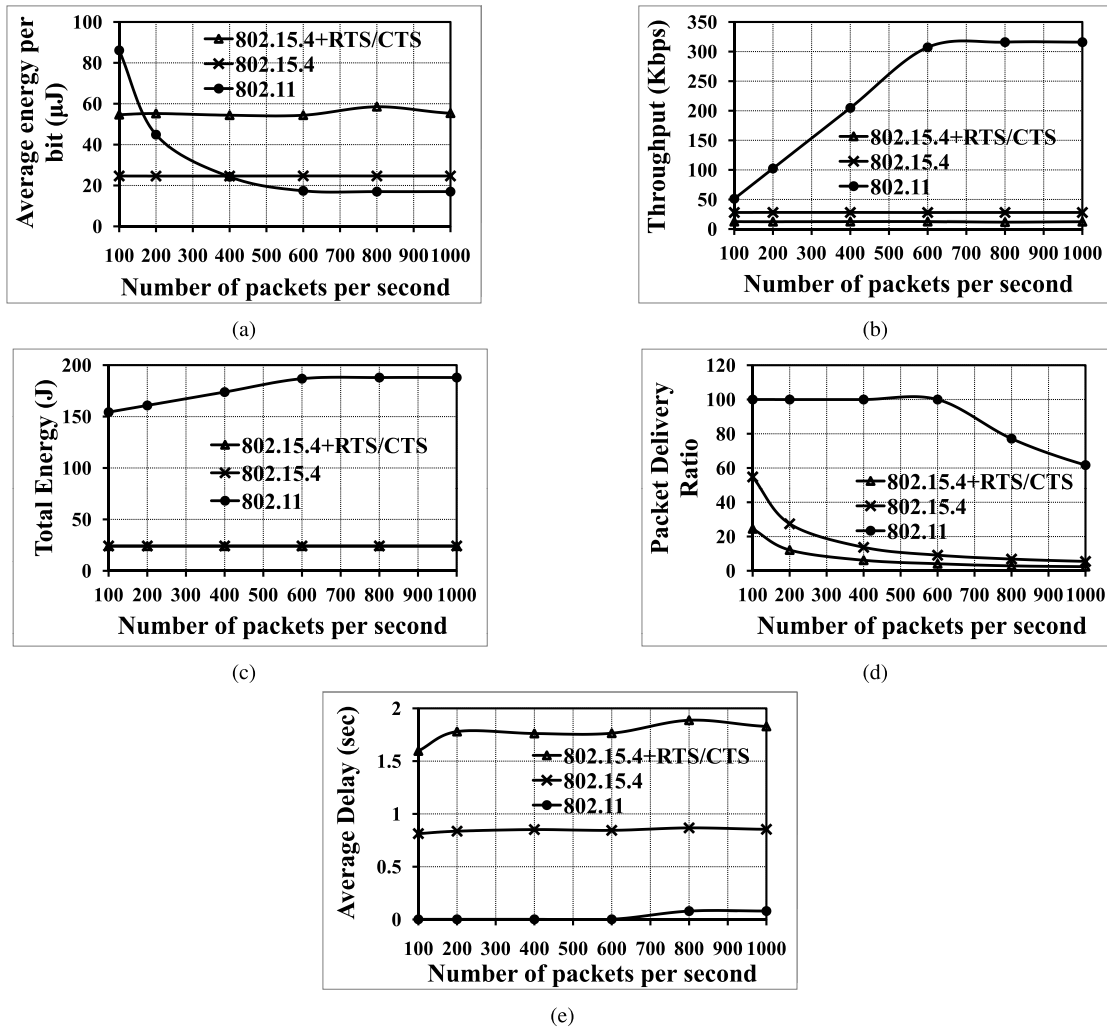 100
80
60
40
20
0
Average energy per
bit (µJ)
802.15.4+RTS/CTS
802.15.4
802.11
100 200 300 400 500 600 700 800 900 1000
Number of packets per second
(a)
350
300
250
200
150
100
50
0
Throughput (Kbps)
802.15.4+RTS/CTS
802.15.4
802.11
100 200 300 400 500 600 700 800 900 1000
Number of packets per second
(b)
200
150
100
50
0
Total Energy (J)
802.15.4+RTS/CTS
802.15.4
802.11
100 200 300 400 500 600 700 800 900 1000
Number of packets per second
(c)
120
100
80
60
40
20
0
Packet Delivery
Ratio
802.15.4+RTS/CTS
802.15.4
802.11
100 200 300 400 500 600 700 800 900 1000
Number of packets per second
(d)
2
1.5
1
0.5
0
Average Delay (sec)
802.15.4+RTS/CTS
802.15.4
802.11
100 200 300 400 500 600 700 800 900 1000
Number of packets per second
(e)